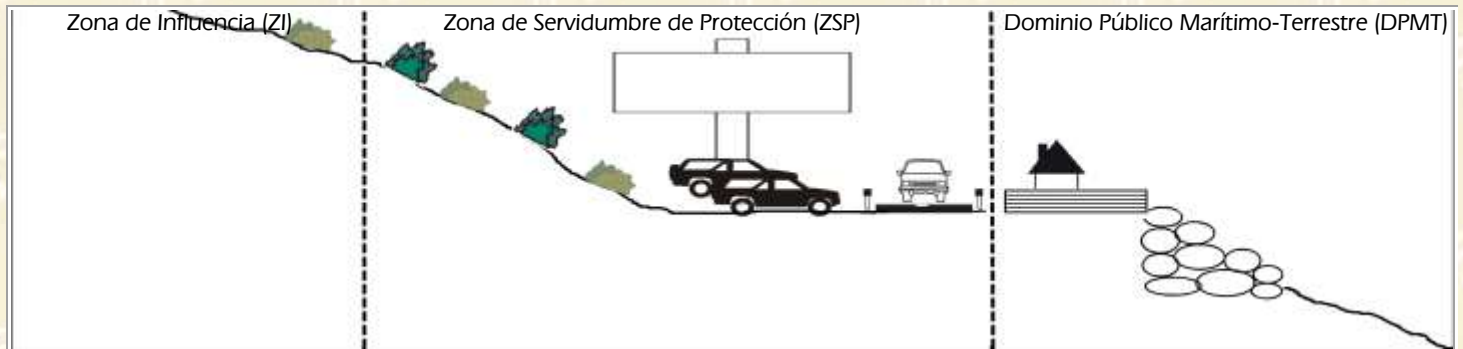 Zona de Influencia (ZI)
Zona de Servidumbre de Protección (ZSP)
Dominio Público Marítimo-Terrestre (DPMT)